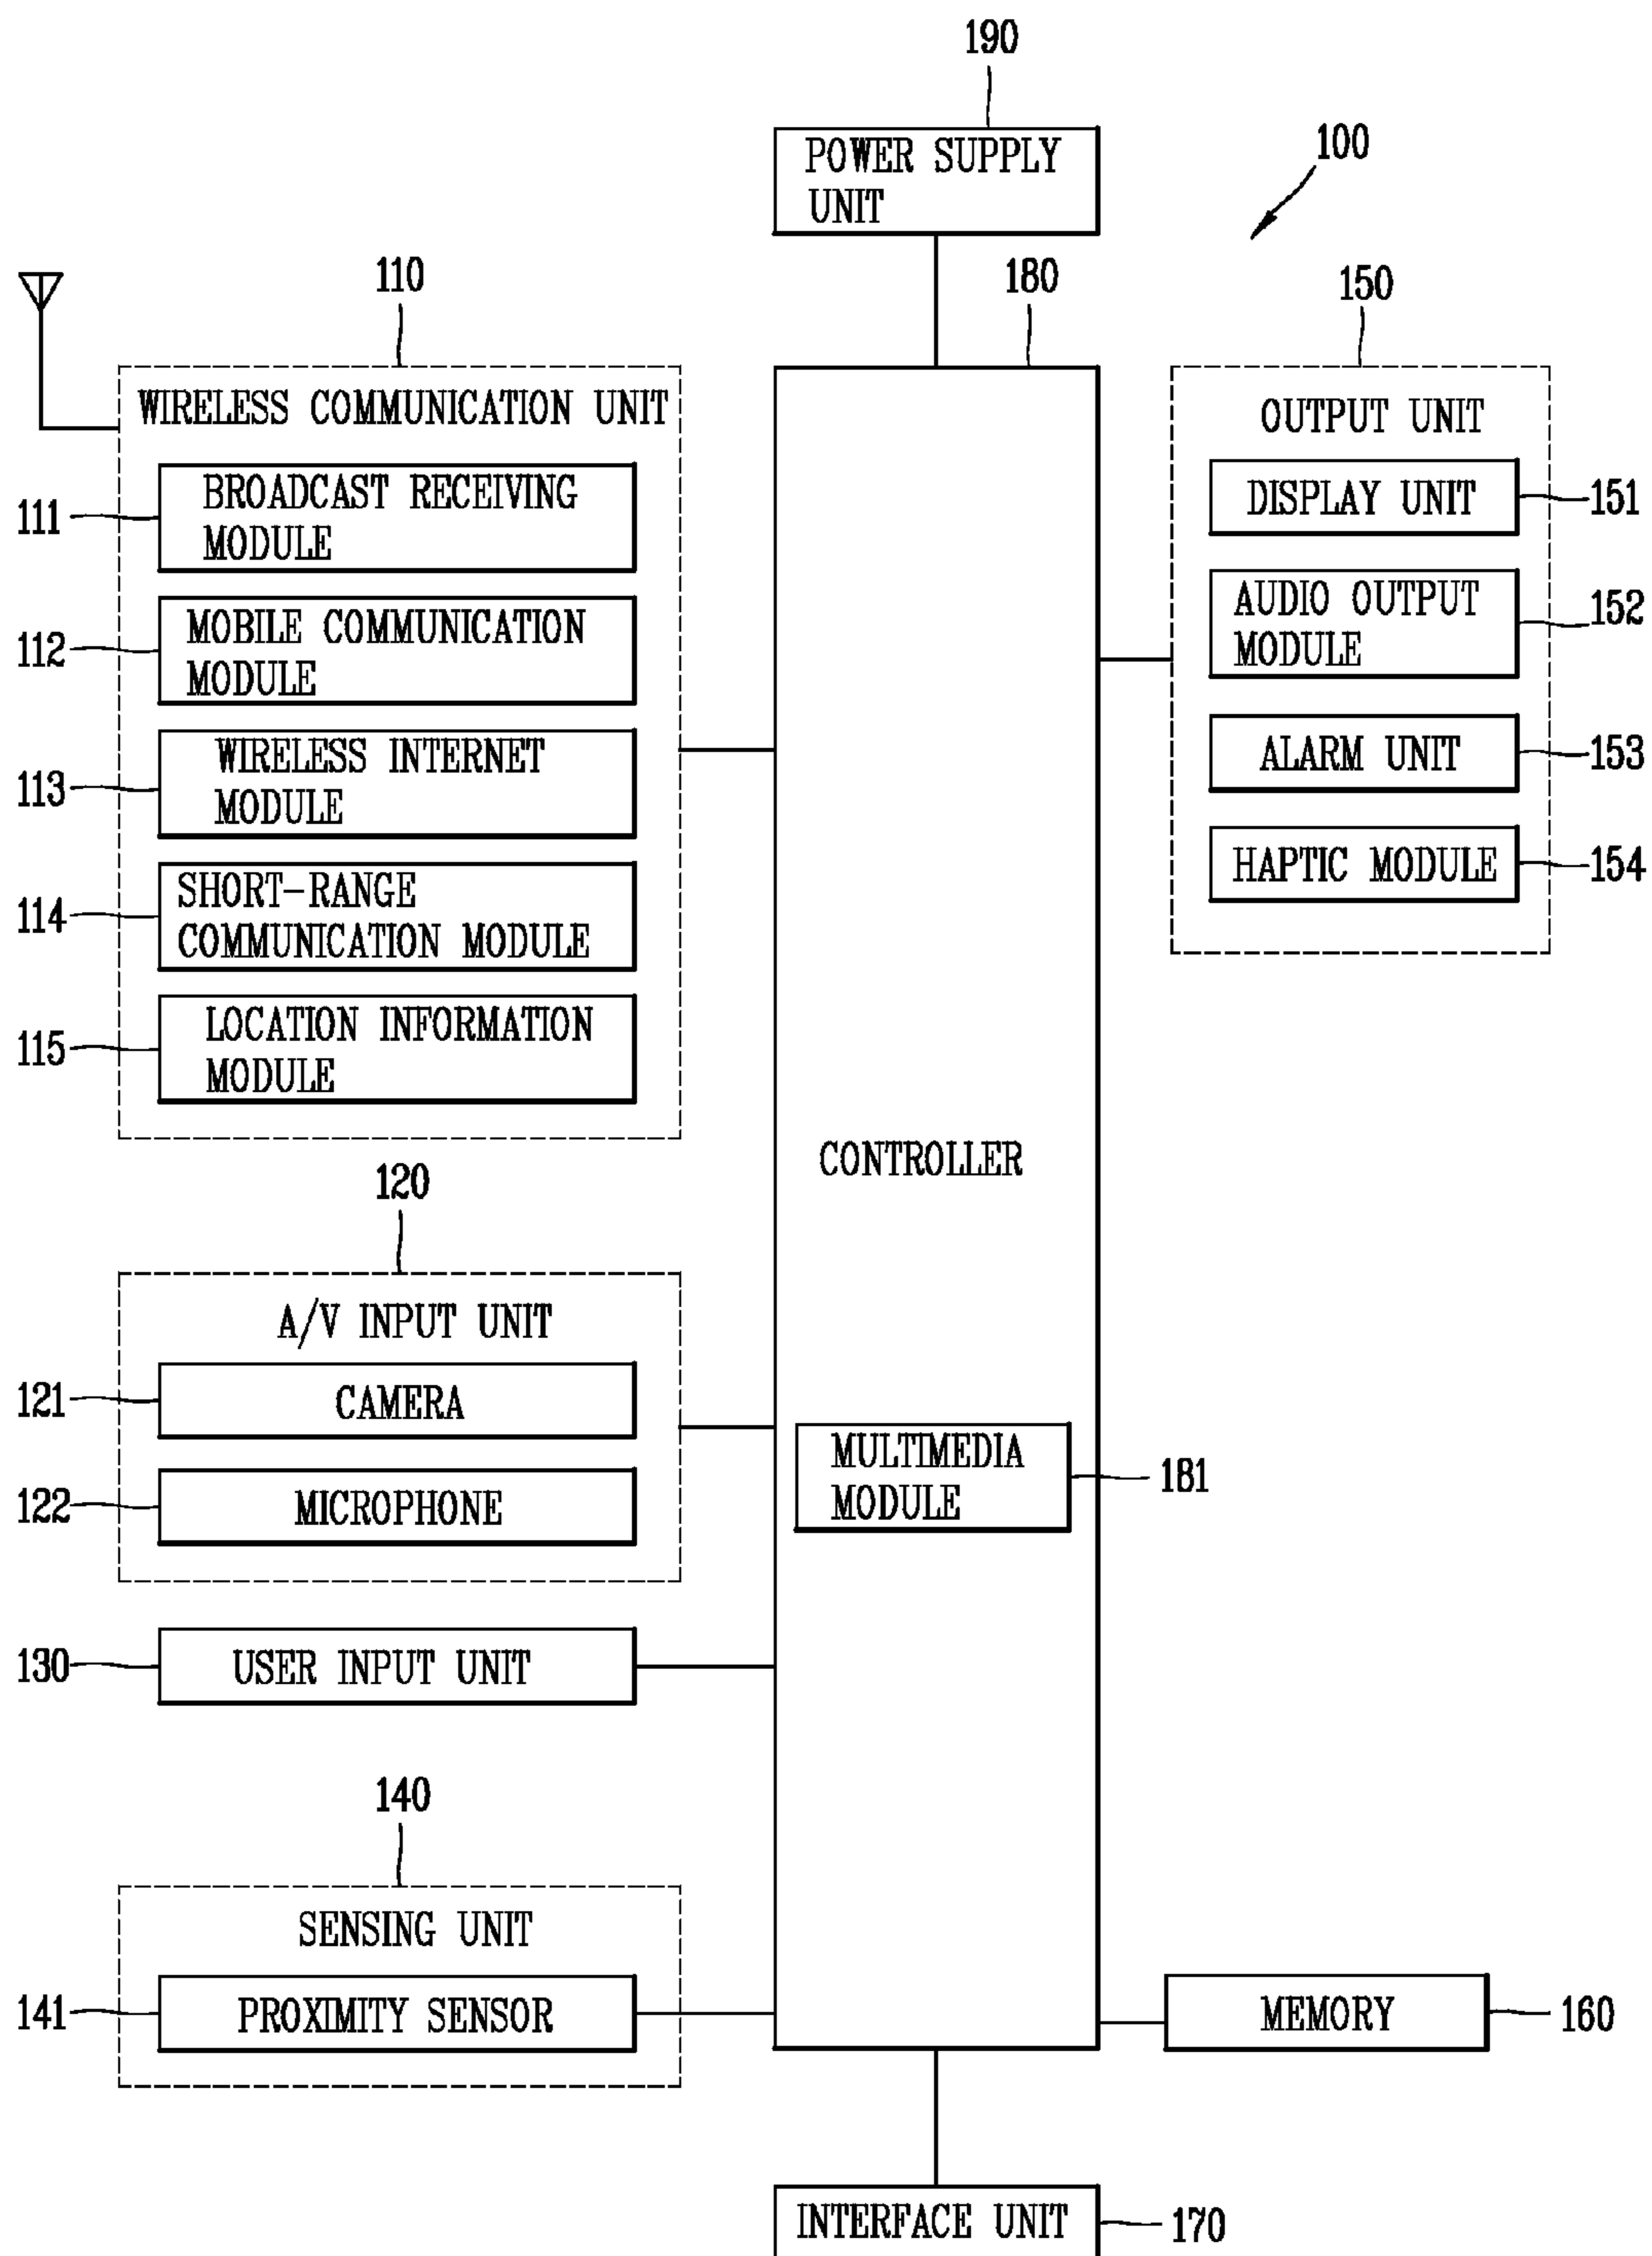 190
POWER SUPPLY
UNIT
100
110
180
150
WIRELESS COMMUNICATION UNIT
111
BROADCAST RECEIVING
MODULE
112
MOBILE COMMUNICATION
MODULE
113
WIRELESS INTERNET
MODULE
114
SHORT-RANGE
COMMUNICATION MODULE
115
LOCATION INFORMATION
MODULE
OUTPUT UNIT
DISPLAY UNIT
151
AUDIO OUTPUT
MODULE
152
ALARM UNIT
153
HAPTIC MODULE
154
CONTROLLER
MULTIMEDIA
MODULE
181
120
A/V INPUT UNIT
121
CAMERA
122
MICROPHONE
130
USER INPUT UNIT
140
SENSING UNIT
141
PROXIMITY SENSOR
MEMORY
160
INTERFACE UNIT
170